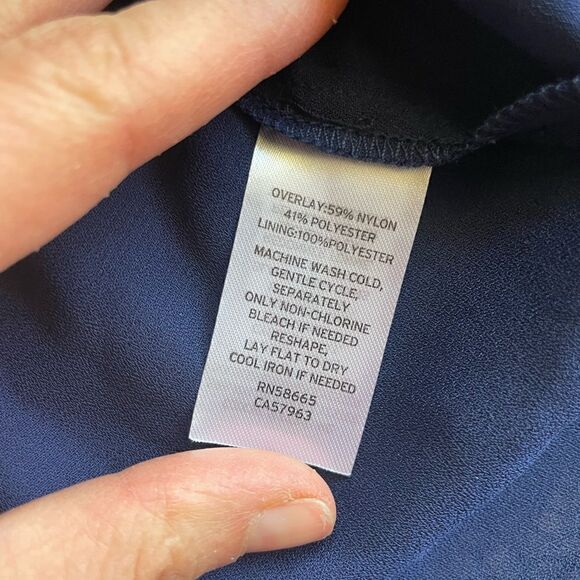 OVERLAY:59% NYLON
41% POLYESTER
LINING:100%POLYESTER
MACHINE WASH COLD,
GENTLE CYCLE,
SEPARATELY
ONLY NON-CHLORINE
BLEACH IF NEEDED
RESHAPE,
LAY FLAT TO DRY
COOL IRON IF NEEDED
RN58665
CA57963